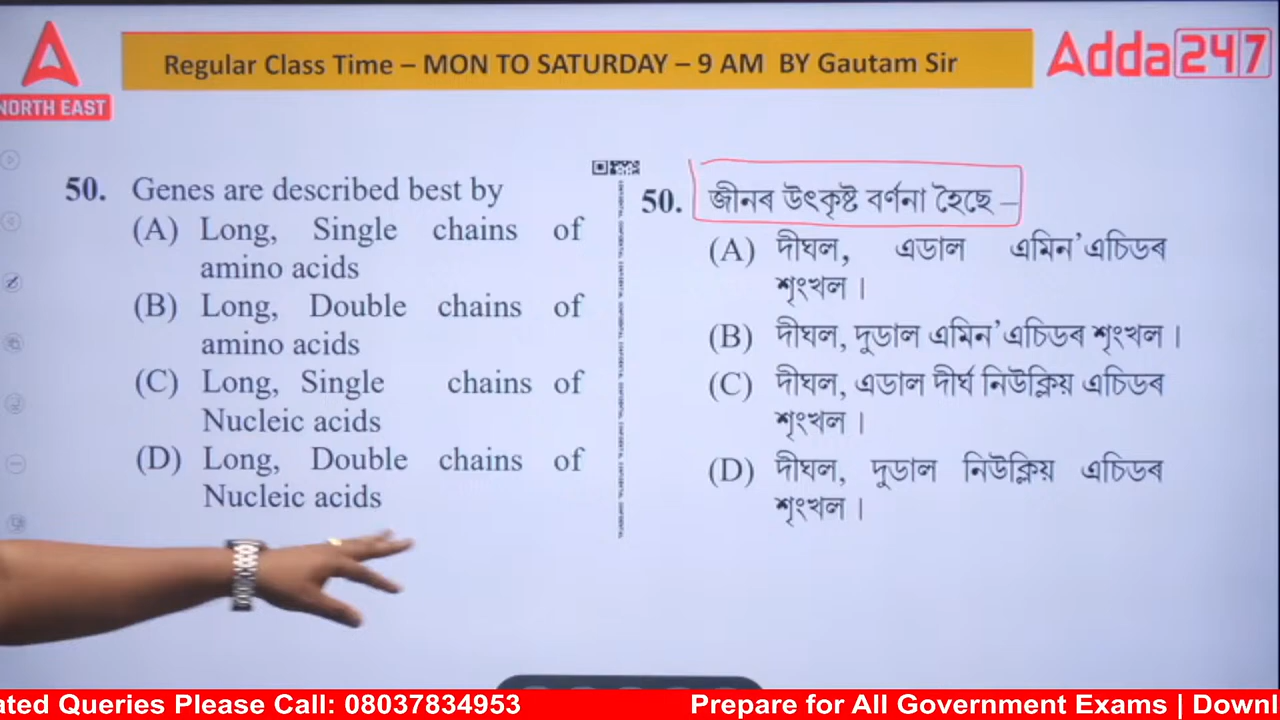 Regular Class Time – MON TO SATURDAY – 9 AM BY Gautam Sir
Adda247
NORTH EAST
50. Genes are described best by
(A) Long, Single chains of
amino acids
(B) Long, Double chains of
amino acids
(C) Long, Single chains of
Nucleic acids
(D) Long, Double chains of
Nucleic acids
50. জীনৰ উৎকৃষ্ট বৰ্ণনা হৈছে –
(A) দীঘল, এডাল এমিন'এচিডৰ
শৃংখল ।
(B) দীঘল, দুডাল এমিন'এচিডৰ শৃংখল ।
(C) দীঘল, এডাল দীৰ্ঘ নিউক্লিয় এচিডৰ
শৃংখল ।
(D) দীঘল, দুডাল নিউক্লিয় এচিডৰ
শৃংখল ।
ated Queries Please Call: 08037834953 Prepare for All Government Exams | Downl